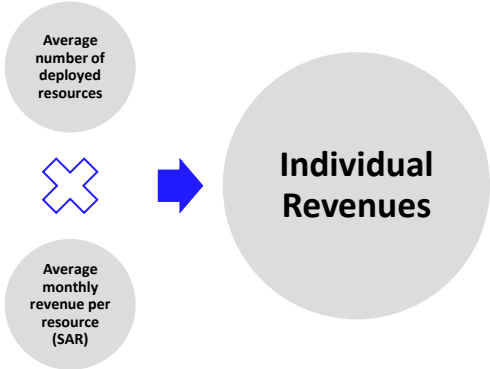 Average
number of
deployed
resources
Individual
Revenues
Average
monthly
revenue per
resource
(SAR)